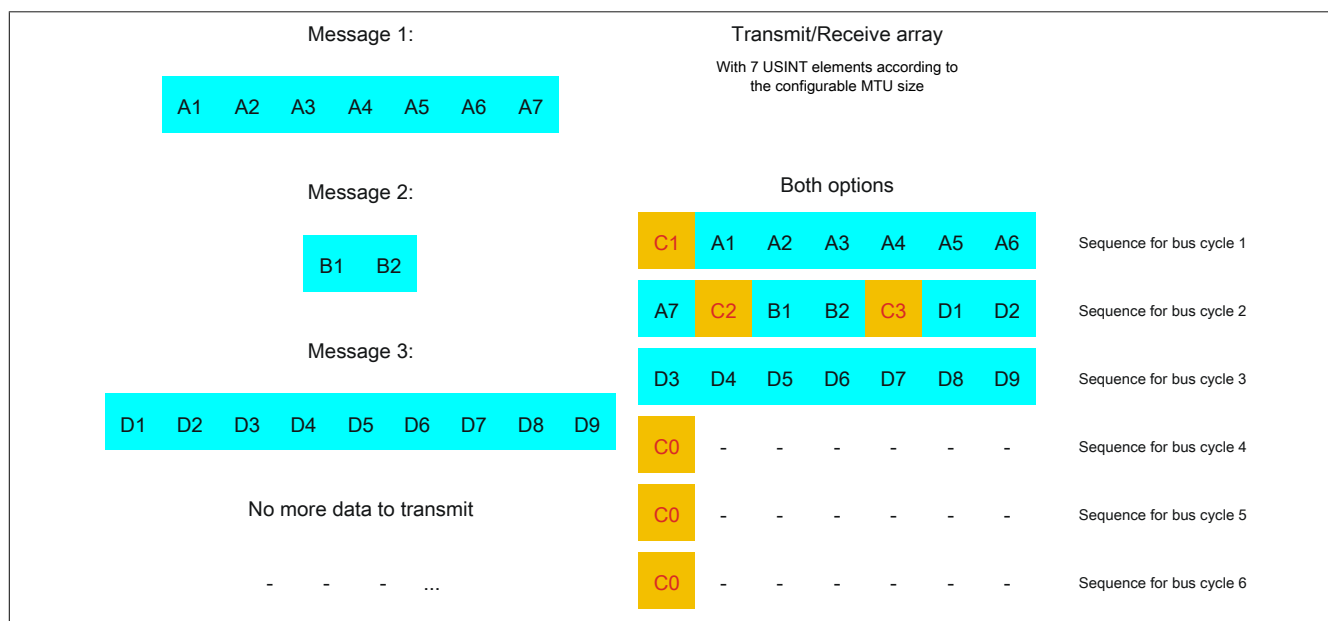 Message 1:
A1 A2 A3 A4 A5 A6 A7
Message 2:
B1 B2
Message 3:
D1 D2 D3 D4 D5 D6 D7 D8 D9
No more data to transmit
- - - ...
Transmit/Receive array
With 7 USINT elements according to
the configurable MTU size
Both options
C1 A1 A2 A3 A4 A5 A6 Sequence for bus cycle 1
A7 C2 B1 B2 C3 D1 D2 Sequence for bus cycle 2
D3 D4 D5 D6 D7 D8 D9 Sequence for bus cycle 3
C0 - - - - - - Sequence for bus cycle 4
C0 - - - - - - Sequence for bus cycle 5
C0 - - - - - - Sequence for bus cycle 6